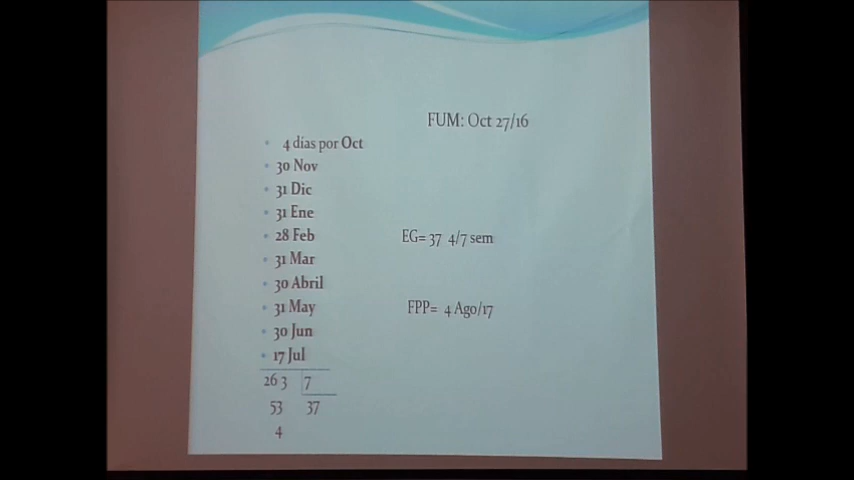 FUM: Oct 27/16
4 días por Oct
30 Nov
31 Dic
31 Ene
28 Feb
EG= 37 4/7 sem
31 Mar
30 Abril
31 May
FPP= 4 Ago/17
30 Jun
17 Jul
263 7
53 37
4